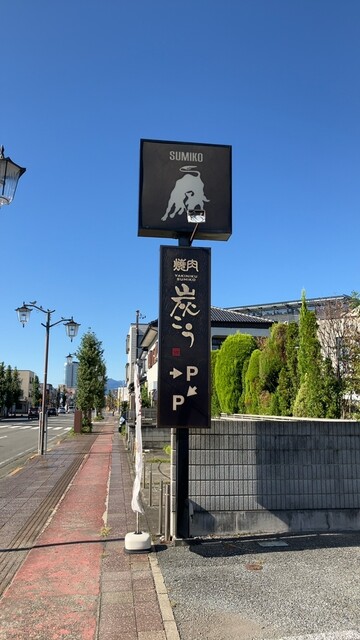 SUMIKO
焼肉
YAKINIKU
SUMIKO
炭こう
→P
P↙